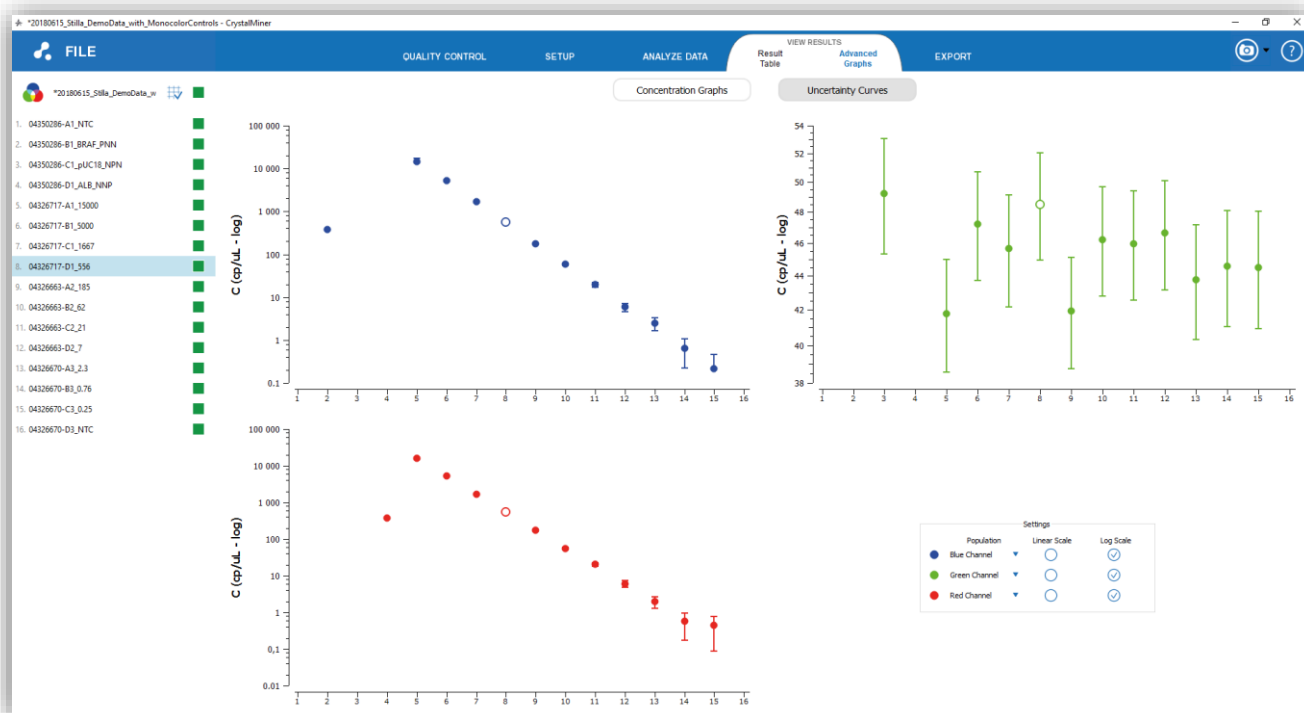 *20180615_Stilla_DemoData_with_MonocolorControls - CrystalMiner
FILE
QUALITY CONTROL
SETUP
ANALYZE DATA
VIEW RESULTS
Result Table
Advanced Graphs
EXPORT
*20180615_Stilla_DemoData_w
Concentration Graphs
Uncertainty Curves
1. 04350286-A1_NTC
2. 04350286-B1_BRAF_PNN
3. 04350286-C1_pUC18_NPN
4. 04350286-D1_ALB_NNP
5. 04326717-A1_15000
6. 04326717-B1_5000
7. 04326717-C1_1667
8. 04326717-D1_556
9. 04326663-A2_185
10. 04326663-B2_62
11. 04326663-C2_21
12. 04326663-D2_7
13. 04326670-A3_2.3
14. 04326670-B3_0.76
15. 04326670-C3_0.25
16. 04326670-D3_NTC
C (cp/uL - log)
100 000
10 000
1 000
100
10
1
0.1
1 2 3 4 5 6 7 8 9 10 11 12 13 14 15 16
C (cp/uL - log)
54
52
50
48
46
44
42
40
38
1 2 3 4 5 6 7 8 9 10 11 12 13 14 15 16
C (cp/uL - log)
100 000
10 000
1 000
100
10
1
0,1
0.01
1 2 3 4 5 6 7 8 9 10 11 12 13 14 15 16
Settings
Population Linear Scale Log Scale
Blue Channel
Green Channel
Red Channel